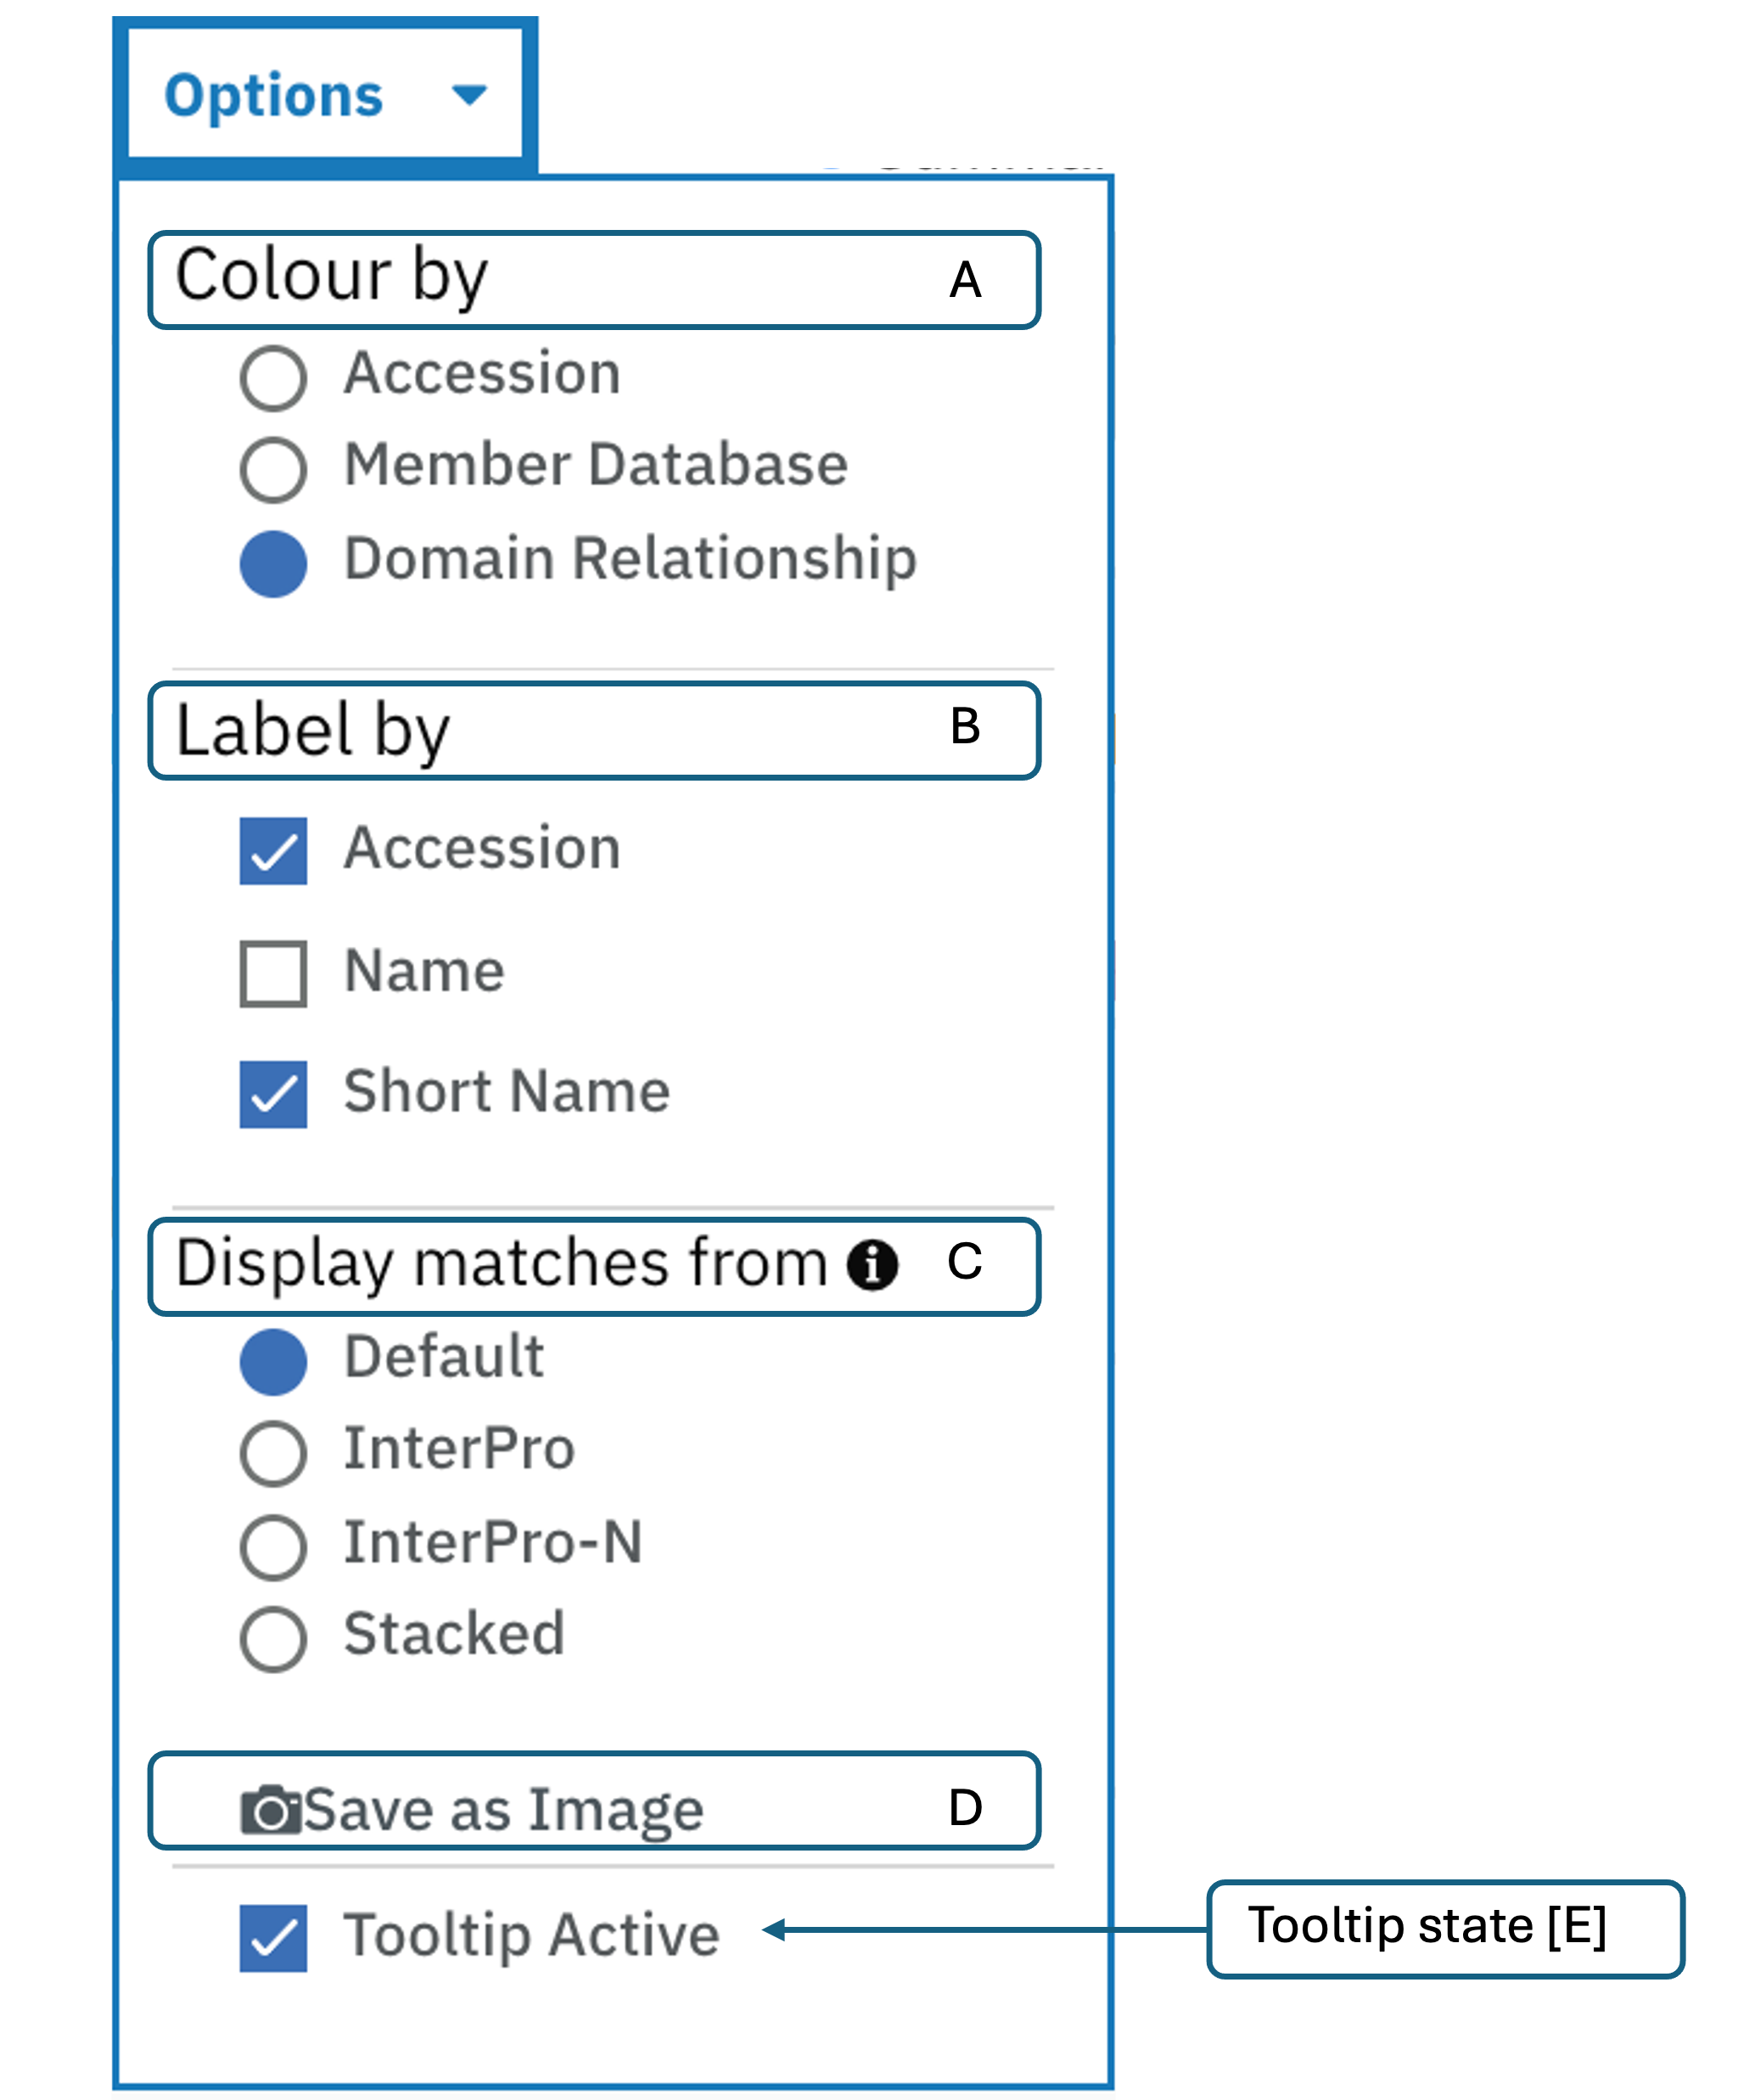 Options
Colour by A
Accession
Member Database
Domain Relationship
Label by B
Accession
Name
Short Name
Display matches from C
Default
InterPro
InterPro-N
Stacked
Save as Image D
Tooltip Active
Tooltip state [E]